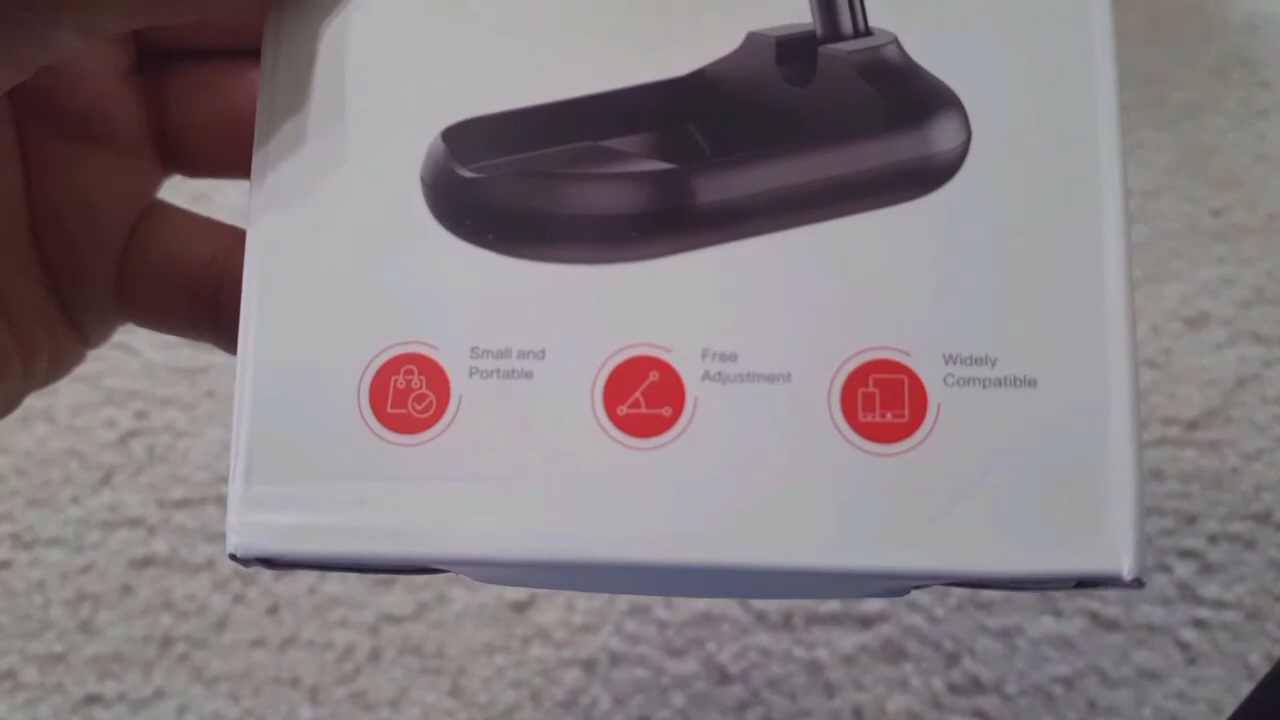 Small and
Portable
Free
Adjustment
Widely
Compatible